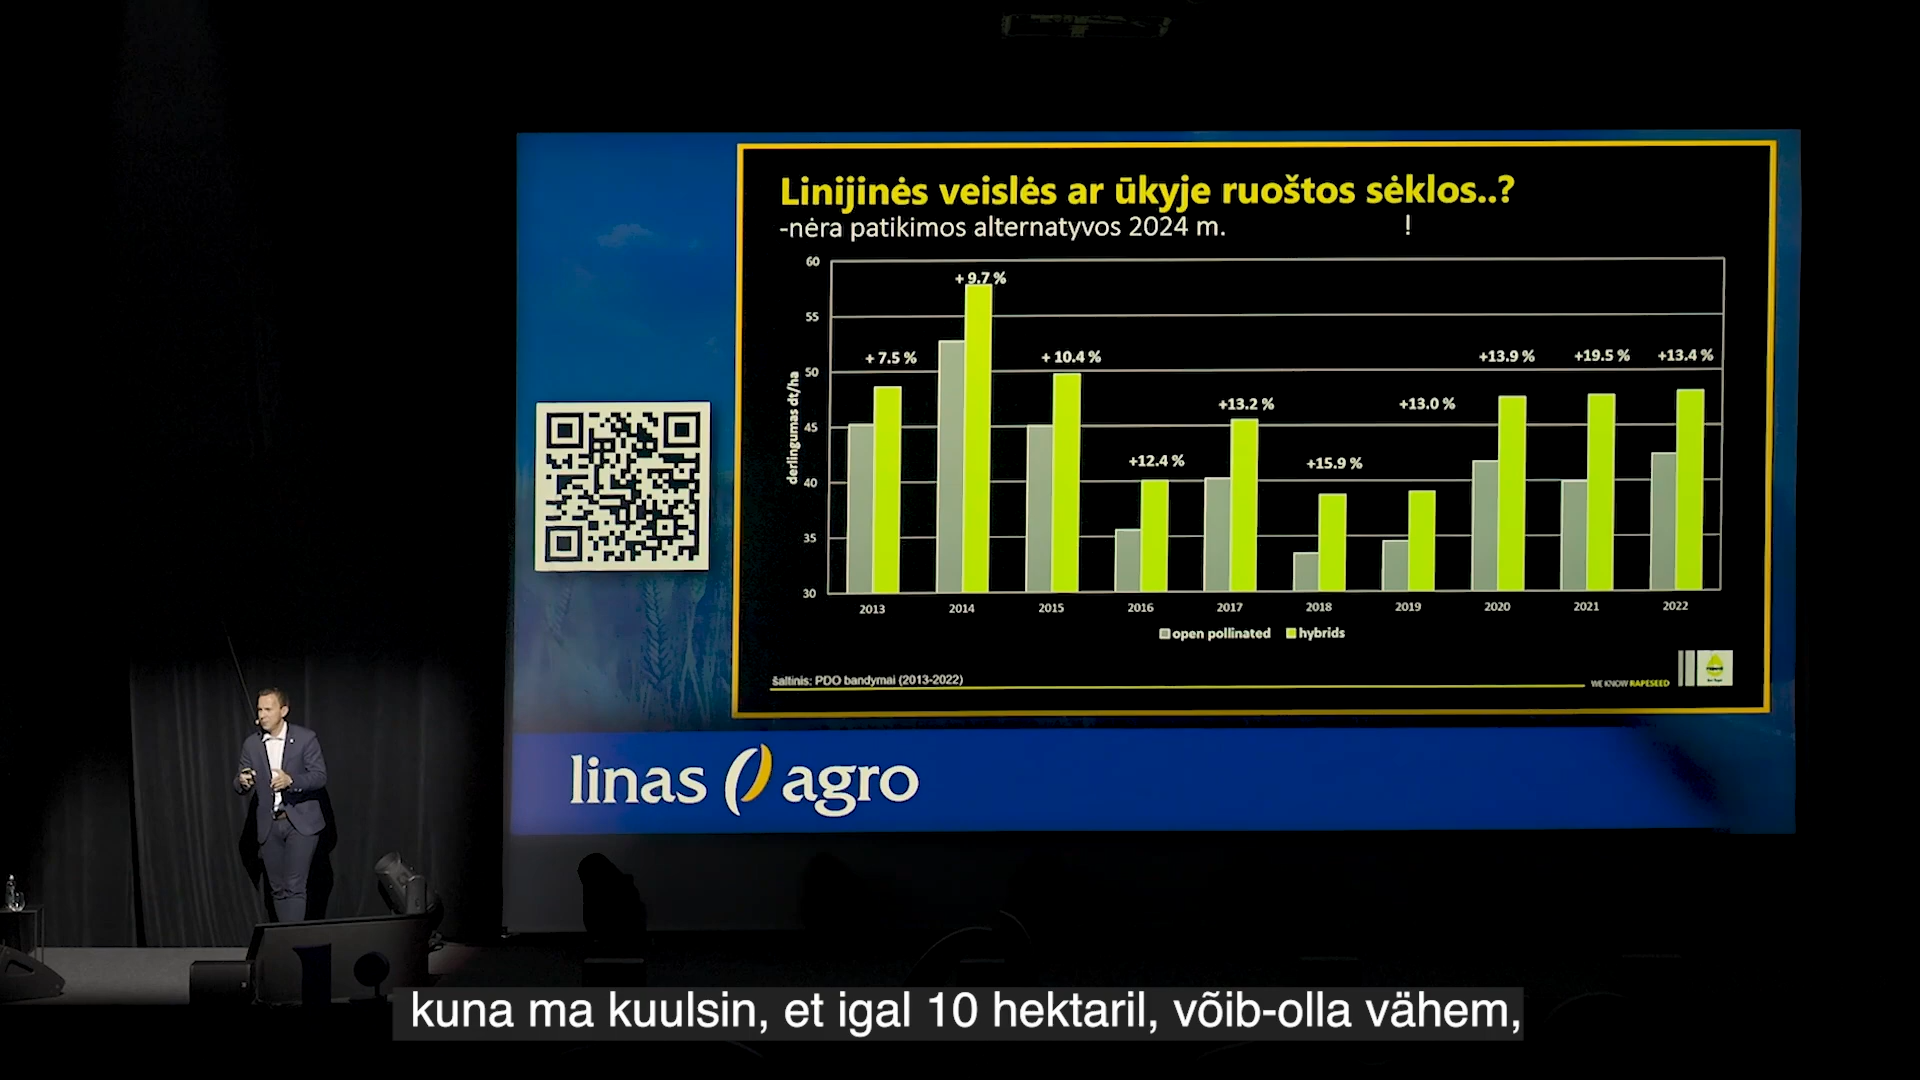 Linijinės veislės ar ūkyje ruoštos sėklos..?
-nėra patikimos alternatyvos 2024 m. !
derlingumas dt/ha
60
55
50
45
40
35
30
+ 7.5 %
+ 9.7 %
+ 10.4 %
+12.4 %
+13.2 %
+15.9 %
+13.0 %
+13.9 %
+19.5 %
+13.4 %
2013 2014 2015 2016 2017 2018 2019 2020 2021 2022
open pollinated hybrids
šaltinis: PDO bandymai (2013-2022)
WE KNOW RAPESEED
linas agro
kuna ma kuulsin, et igal 10 hektaril, võib-olla vähem,